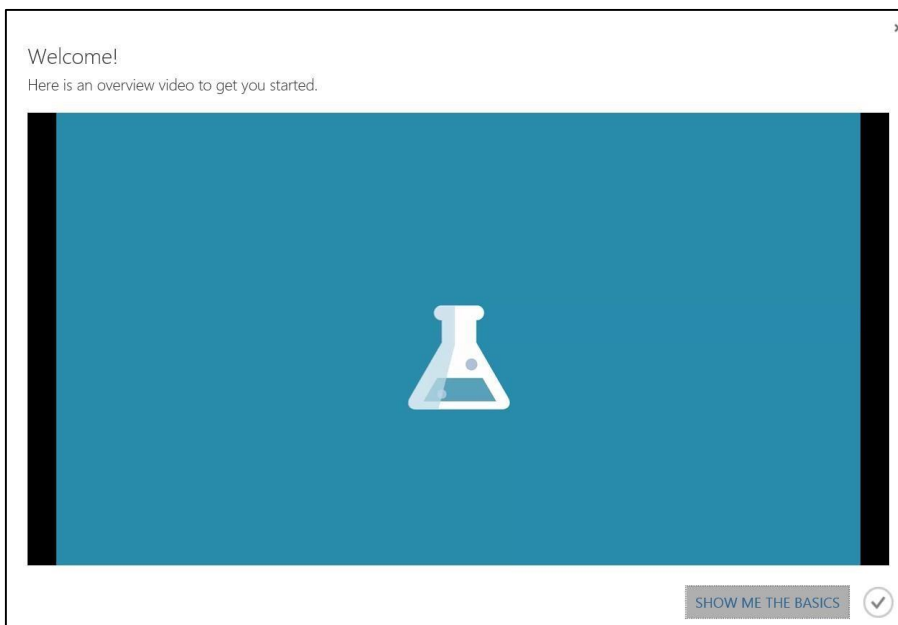 Welcome!
Here is an overview video to get you started.
SHOW ME THE BASICS